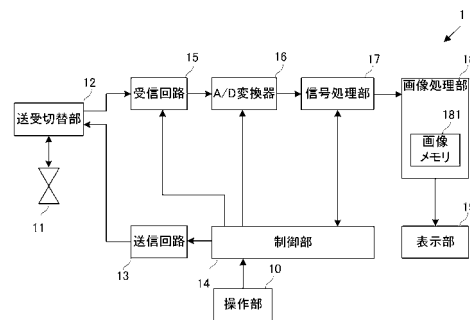 1
15
16
17
18
12
受信回路
A/D変換器
信号処理部
画像処理部
送受切替部
181
画像
メモリ
11
送信回路
制御部
表示部
13
14
10
操作部